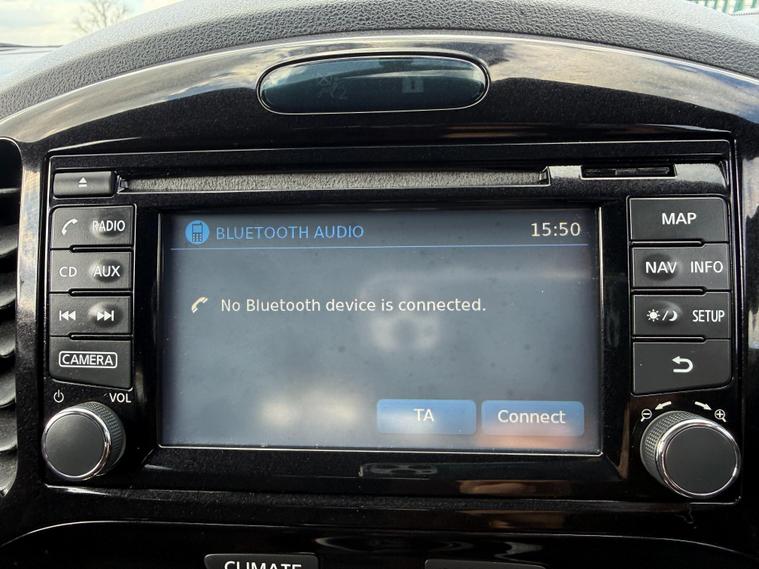 RADIO
CD AUX
CAMERA
VOL
BLUETOOTH AUDIO 15:50
No Bluetooth device is connected.
TA Connect
MAP
NAV INFO
SETUP
CLIMATE